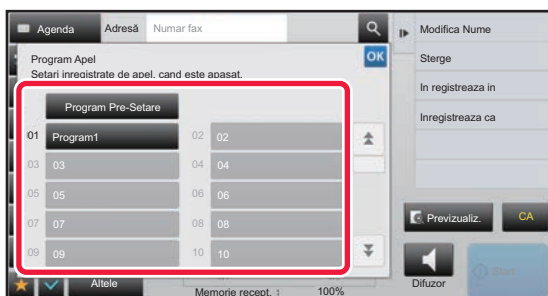 Agenda
Adresă
Numar fax
Modifica Nume
Program Apel
OK
Setari inregistrate de apel. cand este apasat.
Sterge
In registreaza in
Inregistreaza ca
Program Pre-Setare
01 Program1
02 02
03 03
04 04
05 05
06 06
07 07
08 08
09 09
10 10
Previzualiz.
CA
Start
Altele
Memorie recept. : 100%
Difuzor